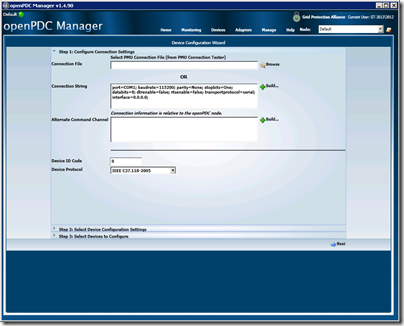 openPDC Manager v1.4.90
Default
openPDC Manager
Grid Protection Alliance Current User:
Home Monitoring Devices Adapters Manage Help Node: Default
Device Configuration Wizard
Step 1: Configure Connection Settings
Select PMU Connection File (from PMU Connection Tester)
Connection File Browse
OR
Connection String port=COM1; baudrate=115200; parity=None; stopbits=One; Build...
databits=8; dtrenable=false; rtsenable=false; transportprotocol=serial;
interface=0.0.0.0;
Connection information is relative to the openPDC node.
Alternate Command Channel Build...
Device ID Code 0
Device Protocol IEEE C37.118-2005
Step 2: Select Device Configuration Settings
Step 3: Select Devices to Configure
Next